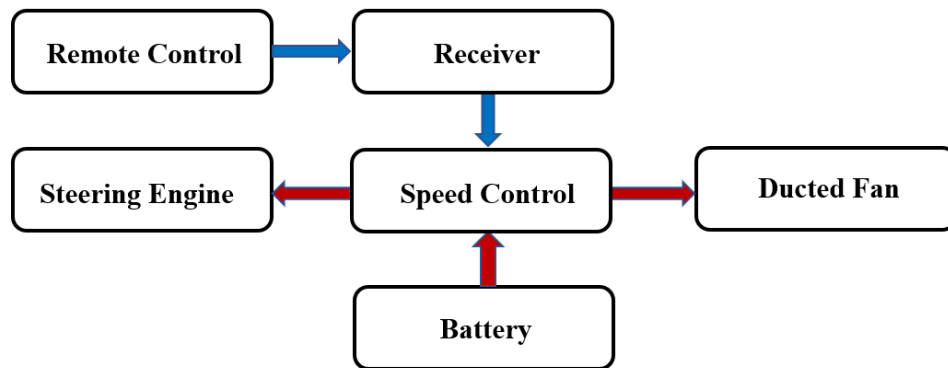 Remote Control
Receiver
Steering Engine
Speed Control
Ducted Fan
Battery